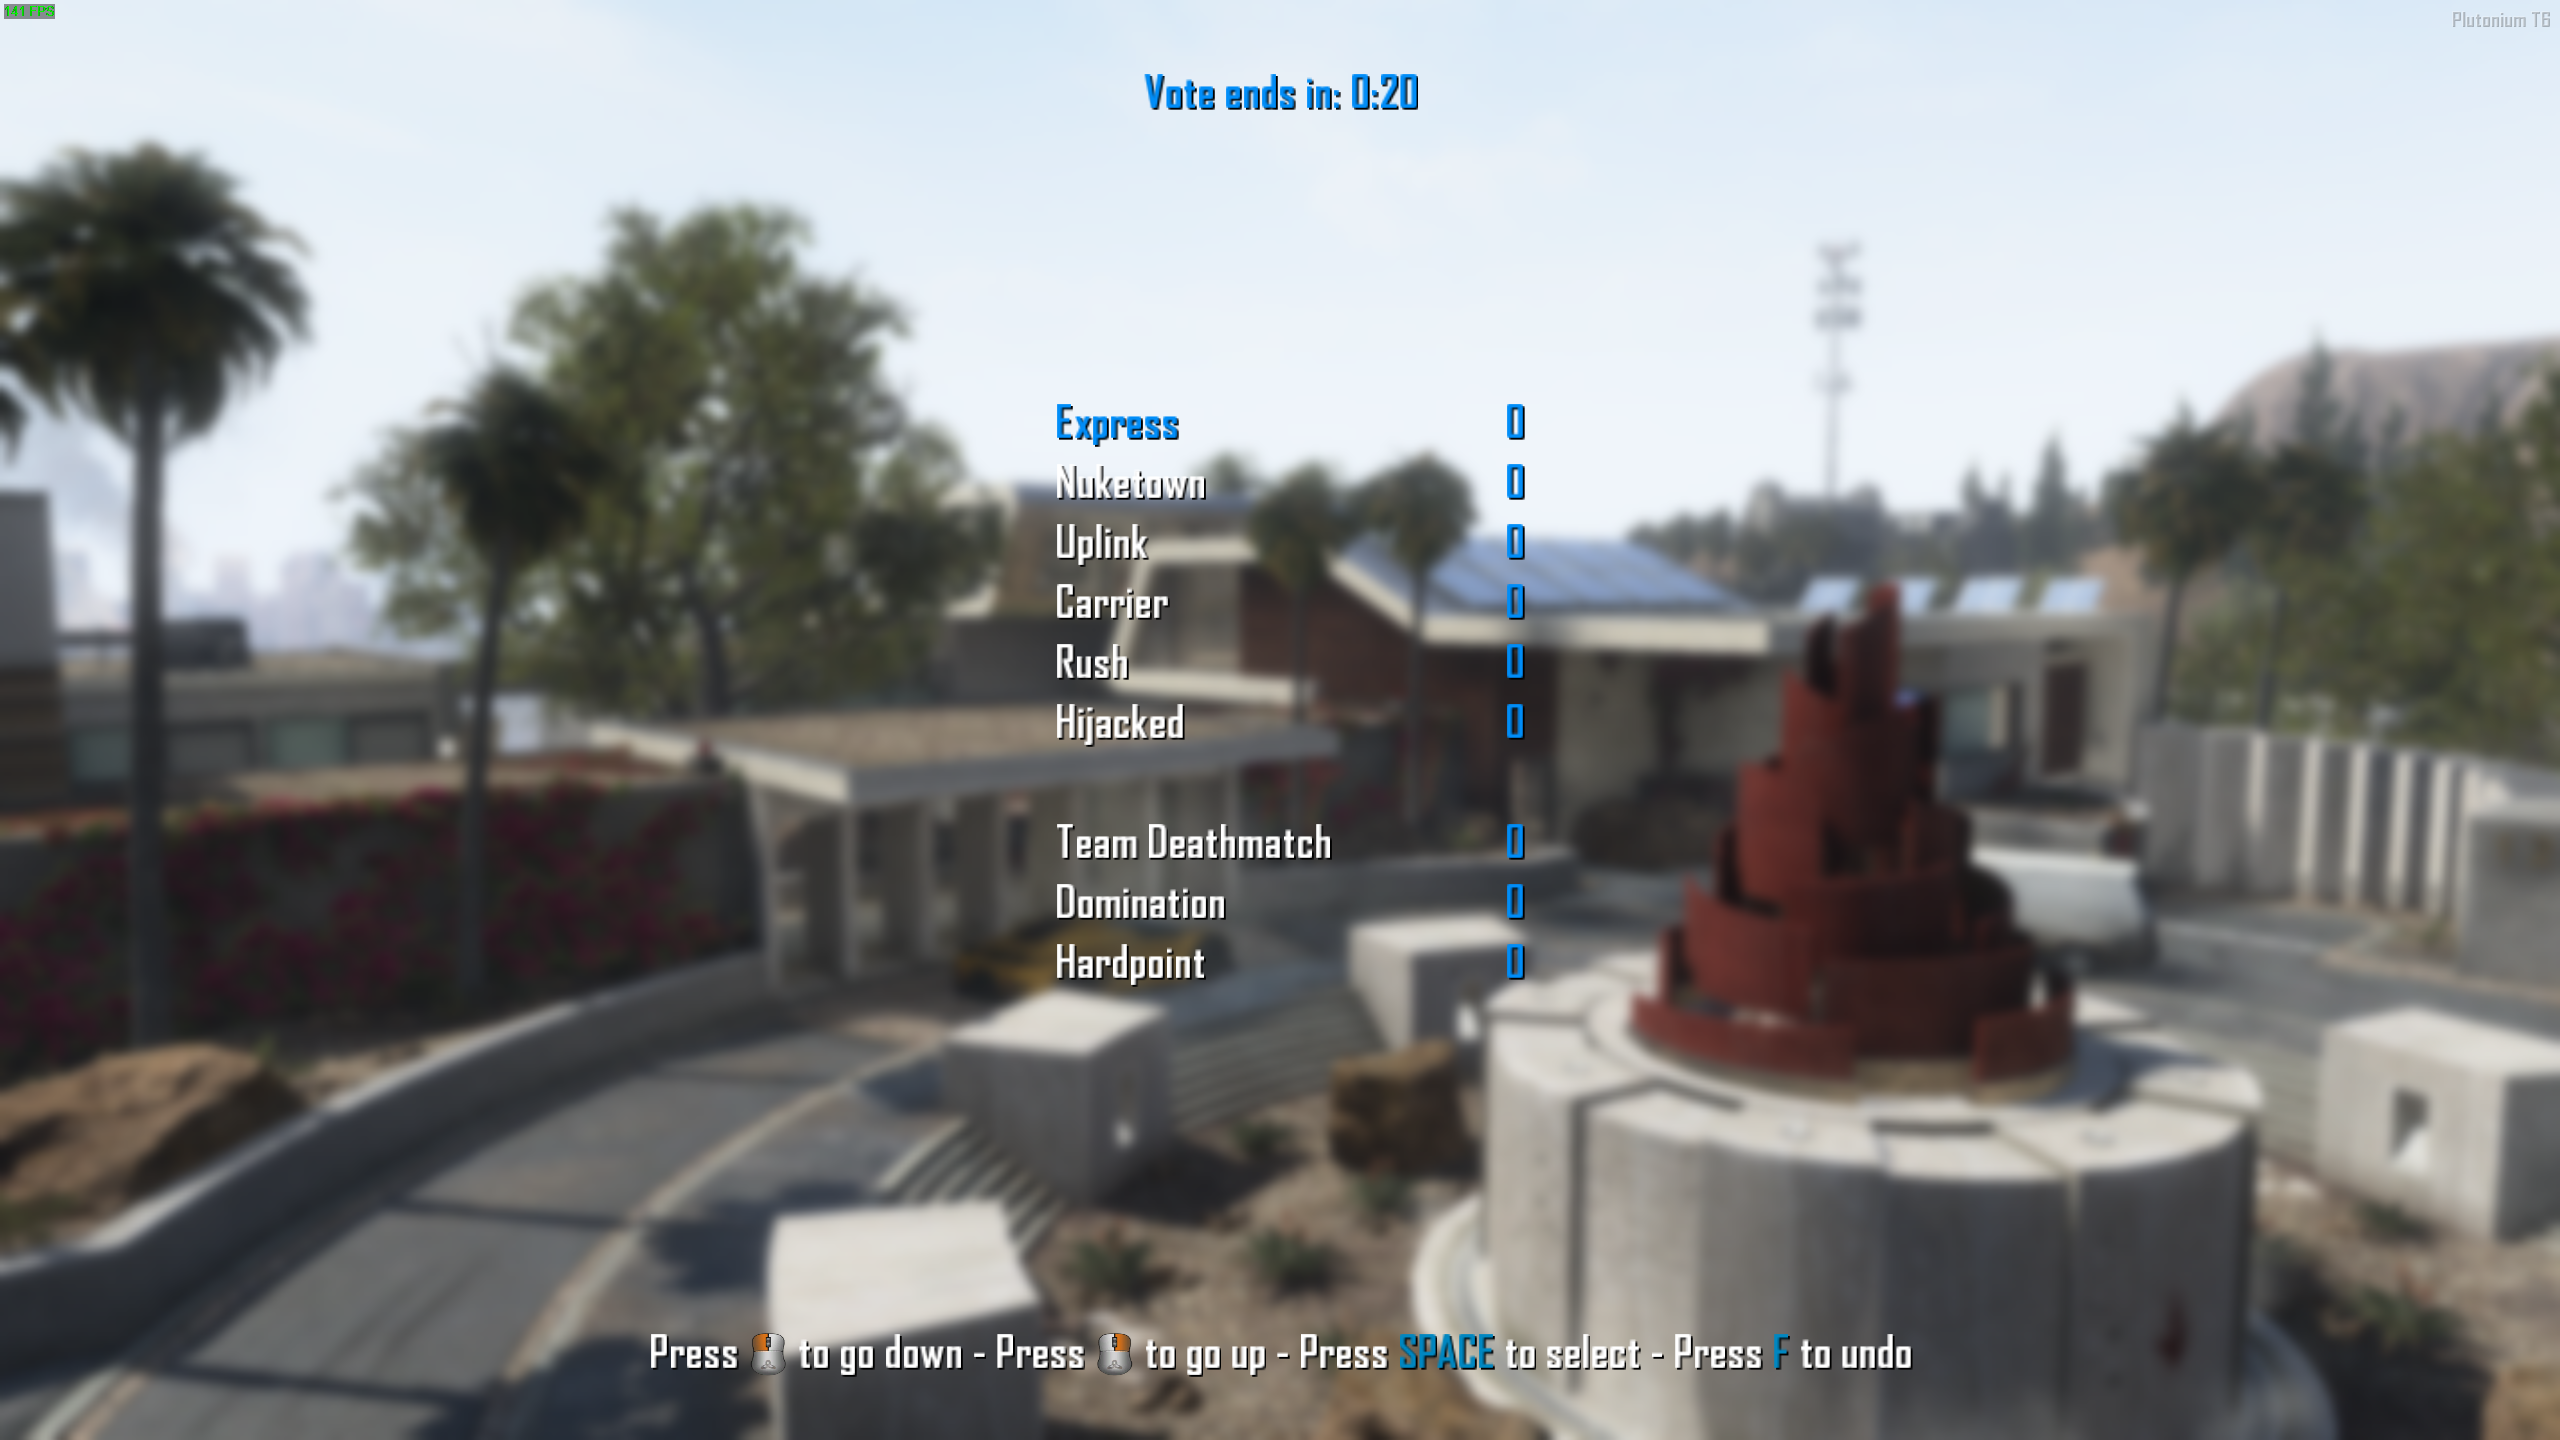 141 FPS
Plutonium T6
Vote ends in: 0:20
Express 0
Nuketown 0
Uplink 0
Carrier 0
Rush 0
Hijacked 0
Team Deathmatch 0
Domination 0
Hardpoint 0
Press to go down - Press to go up - Press SPACE to select - Press F to undo